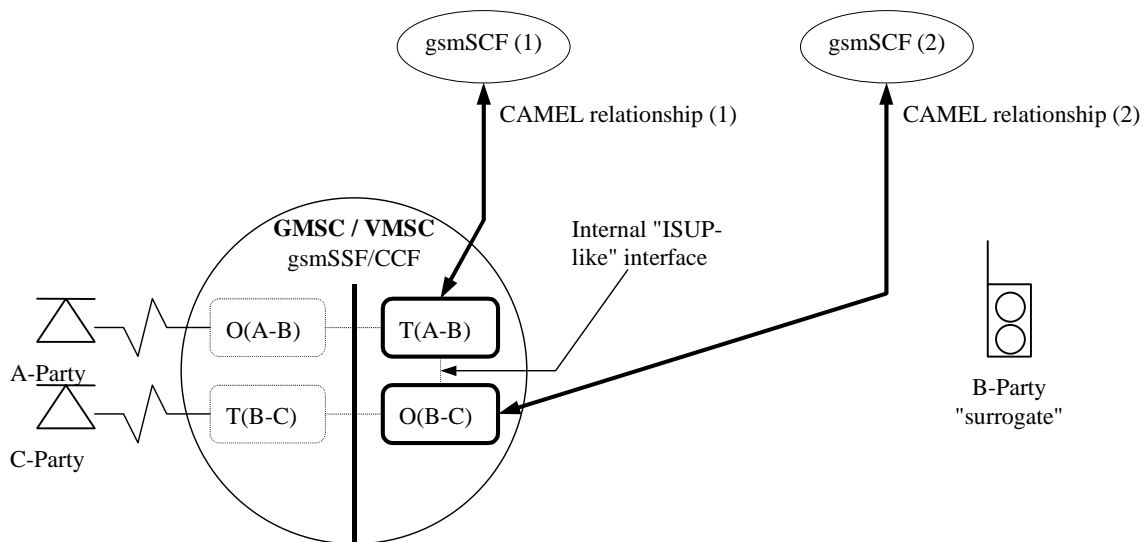 gsmSCF (1)
gsmSCF (2)
CAMEL relationship (1)
CAMEL relationship (2)
GMSC / VMSC
gsmSSF/CCF
Internal "ISUP-
like" interface
O(A-B)
T(A-B)
A-Party
T(B-C)
O(B-C)
C-Party
B-Party
"surrogate"